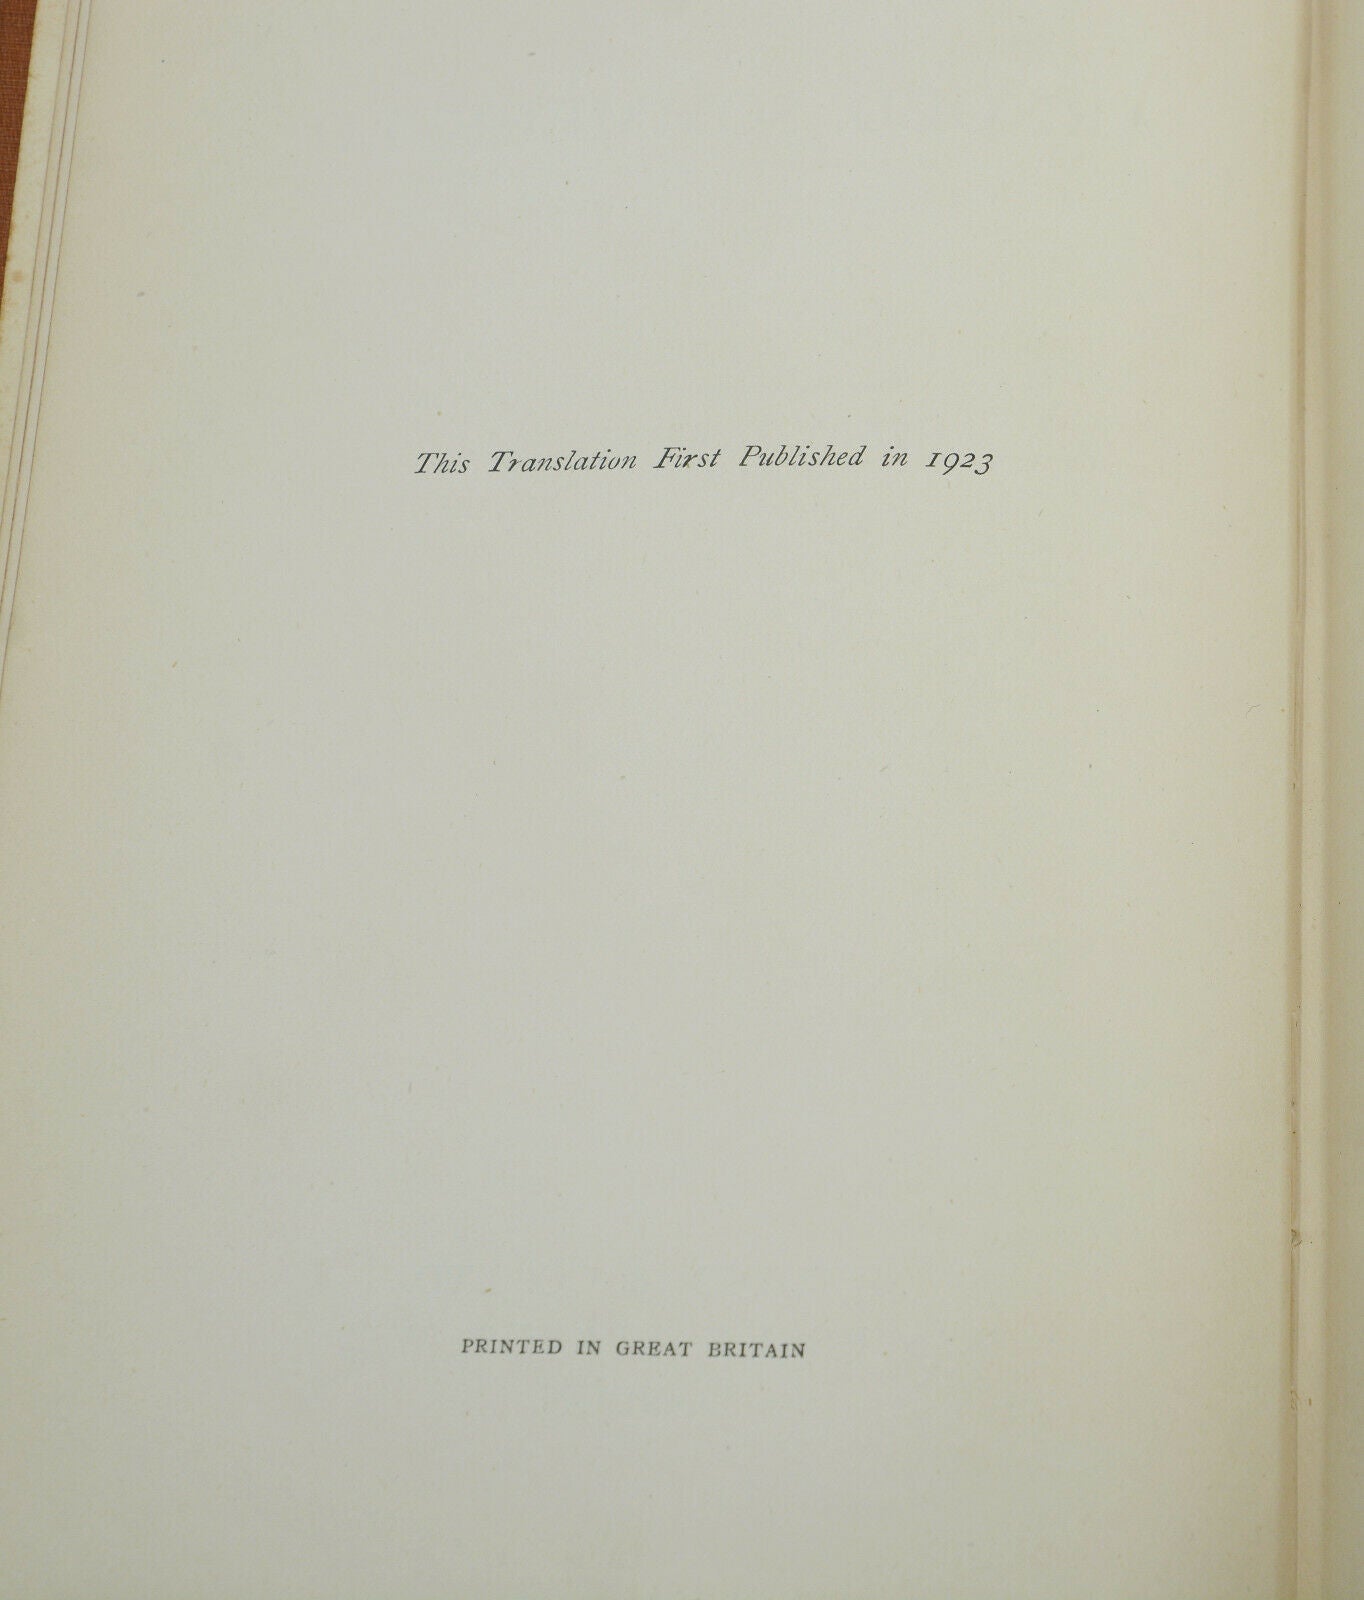 This Translation First Published in 1923
PRINTED IN GREAT BRITAIN